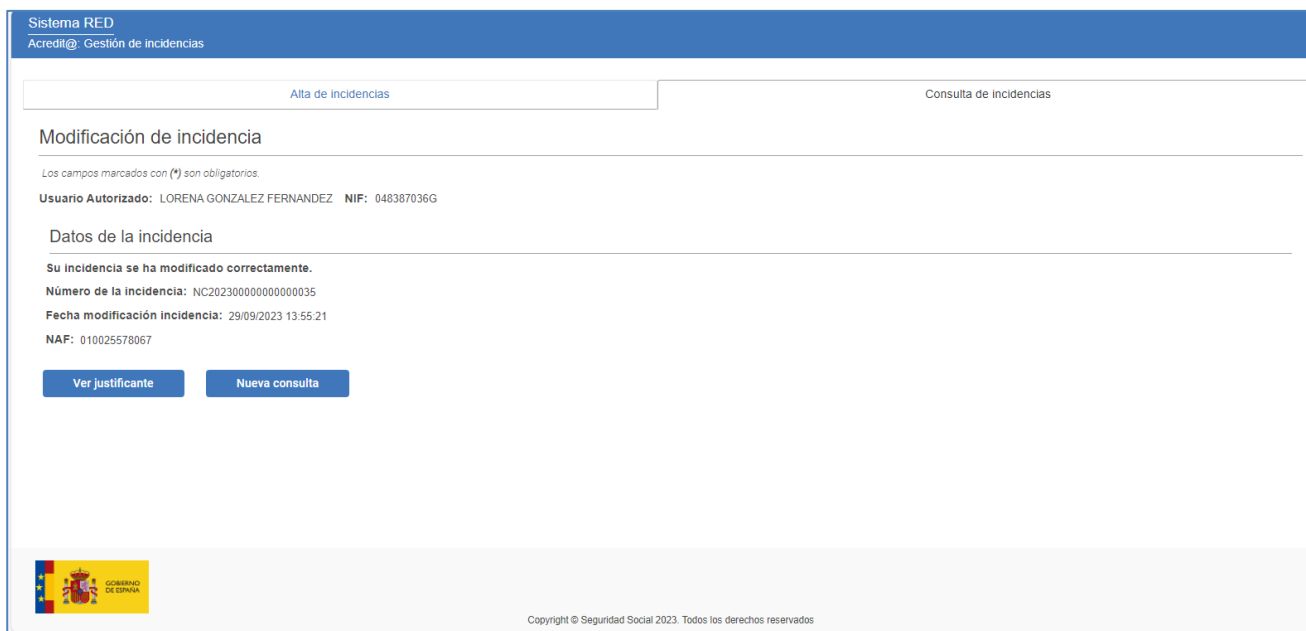 Sistema RED
Acredit@: Gestión de incidencias
Alta de incidencias
Consulta de incidencias
Modificación de incidencia
Los campos marcados con (*) son obligatorios.
Usuario Autorizado: LORENA GONZALEZ FERNANDEZ NIF: 048387036G
Datos de la incidencia
Su incidencia se ha modificado correctamente.
Número de la incidencia: NC202300000000000035
Fecha modificación incidencia: 29/09/2023 13:55:21
NAF: 010025578067
Ver justificante
Nueva consulta
GOBIERNO
DE ESPAÑA
Copyright © Seguridad Social 2023. Todos los derechos reservados